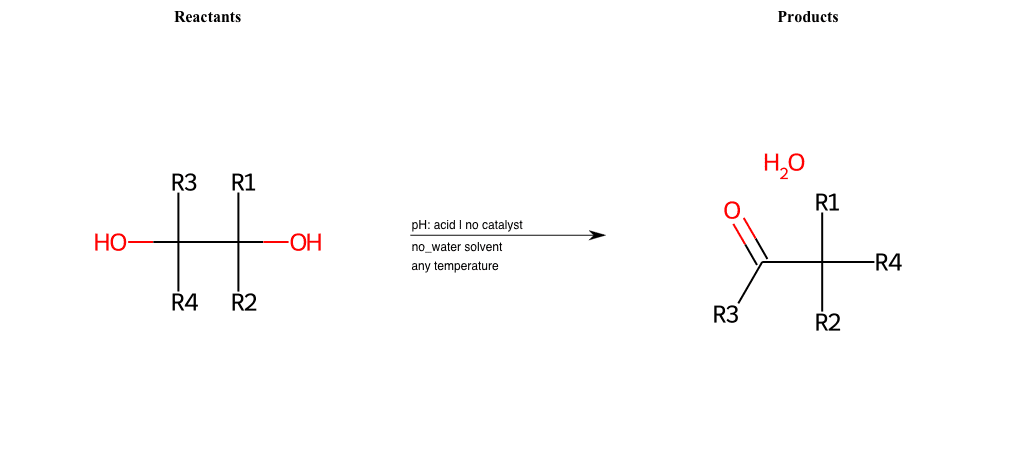 Reactants
Products
R3 R1
HO OH
R4 R2
pH: acid | no catalyst
no_water solvent
any temperature
H2O
O R1
R4
R3
R2